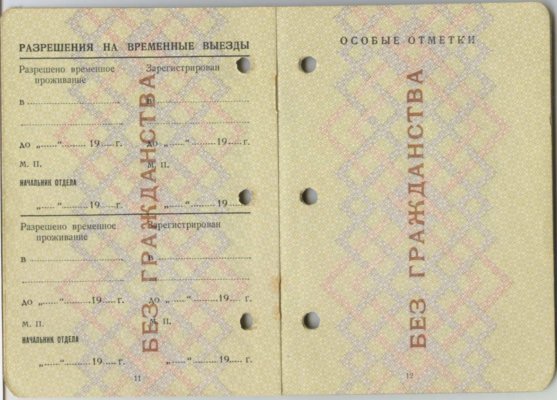 РАЗРЕШЕНИЯ НА ВРЕМЕННЫЕ ВЫЕЗДЫ
Разрешено временное проживание
Зарегистрирован
в ........................
в ........................
до „......“ ......... 19 ..... г.
до „......“ ......... 19 ..... г.
М. П.
М. П.
НАЧАЛЬНИК ОТДЕЛА
„......“ ......... 19 ..... г.
„......“ ......... 19 ..... г.
Разрешено временное проживание
Зарегистрирован
в ........................
в ........................
до „......“ ......... 19 ..... г.
до „......“ ......... 19 ..... г.
М. П.
М. П.
НАЧАЛЬНИК ОТДЕЛА
„......“ ......... 19 ..... г.
„......“ ......... 19 ..... г.
БЕЗ ГРАЖДАНСТВА
11
ОСОБЫЕ ОТМЕТКИ
БЕЗ ГРАЖДАНСТВА
12